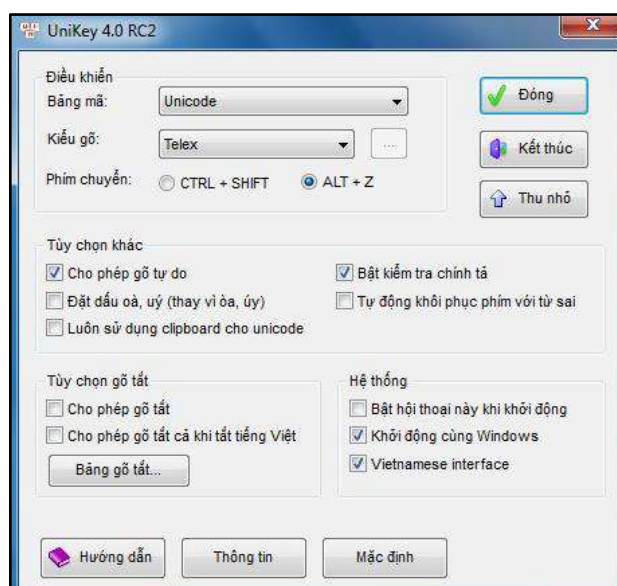 UniKey 4.0 RC2
Điều khiển
Bảng mã: Unicode
Kiểu gõ: Telex ...
Phím chuyển: CTRL + SHIFT ALT + Z
Đóng
Kết thúc
Thu nhỏ
Tùy chọn khác
Cho phép gõ tự do
Đặt dấu oà, uý (thay vì òa, úy)
Luôn sử dụng clipboard cho unicode
Bật kiểm tra chính tả
Tự động khôi phục phím với từ sai
Tùy chọn gõ tắt
Cho phép gõ tắt
Cho phép gõ tắt cả khi tắt tiếng Việt
Bảng gõ tắt...
Hệ thống
Bật hội thoại này khi khởi động
Khởi động cùng Windows
Vietnamese interface
Hướng dẫn
Thông tin
Mặc định